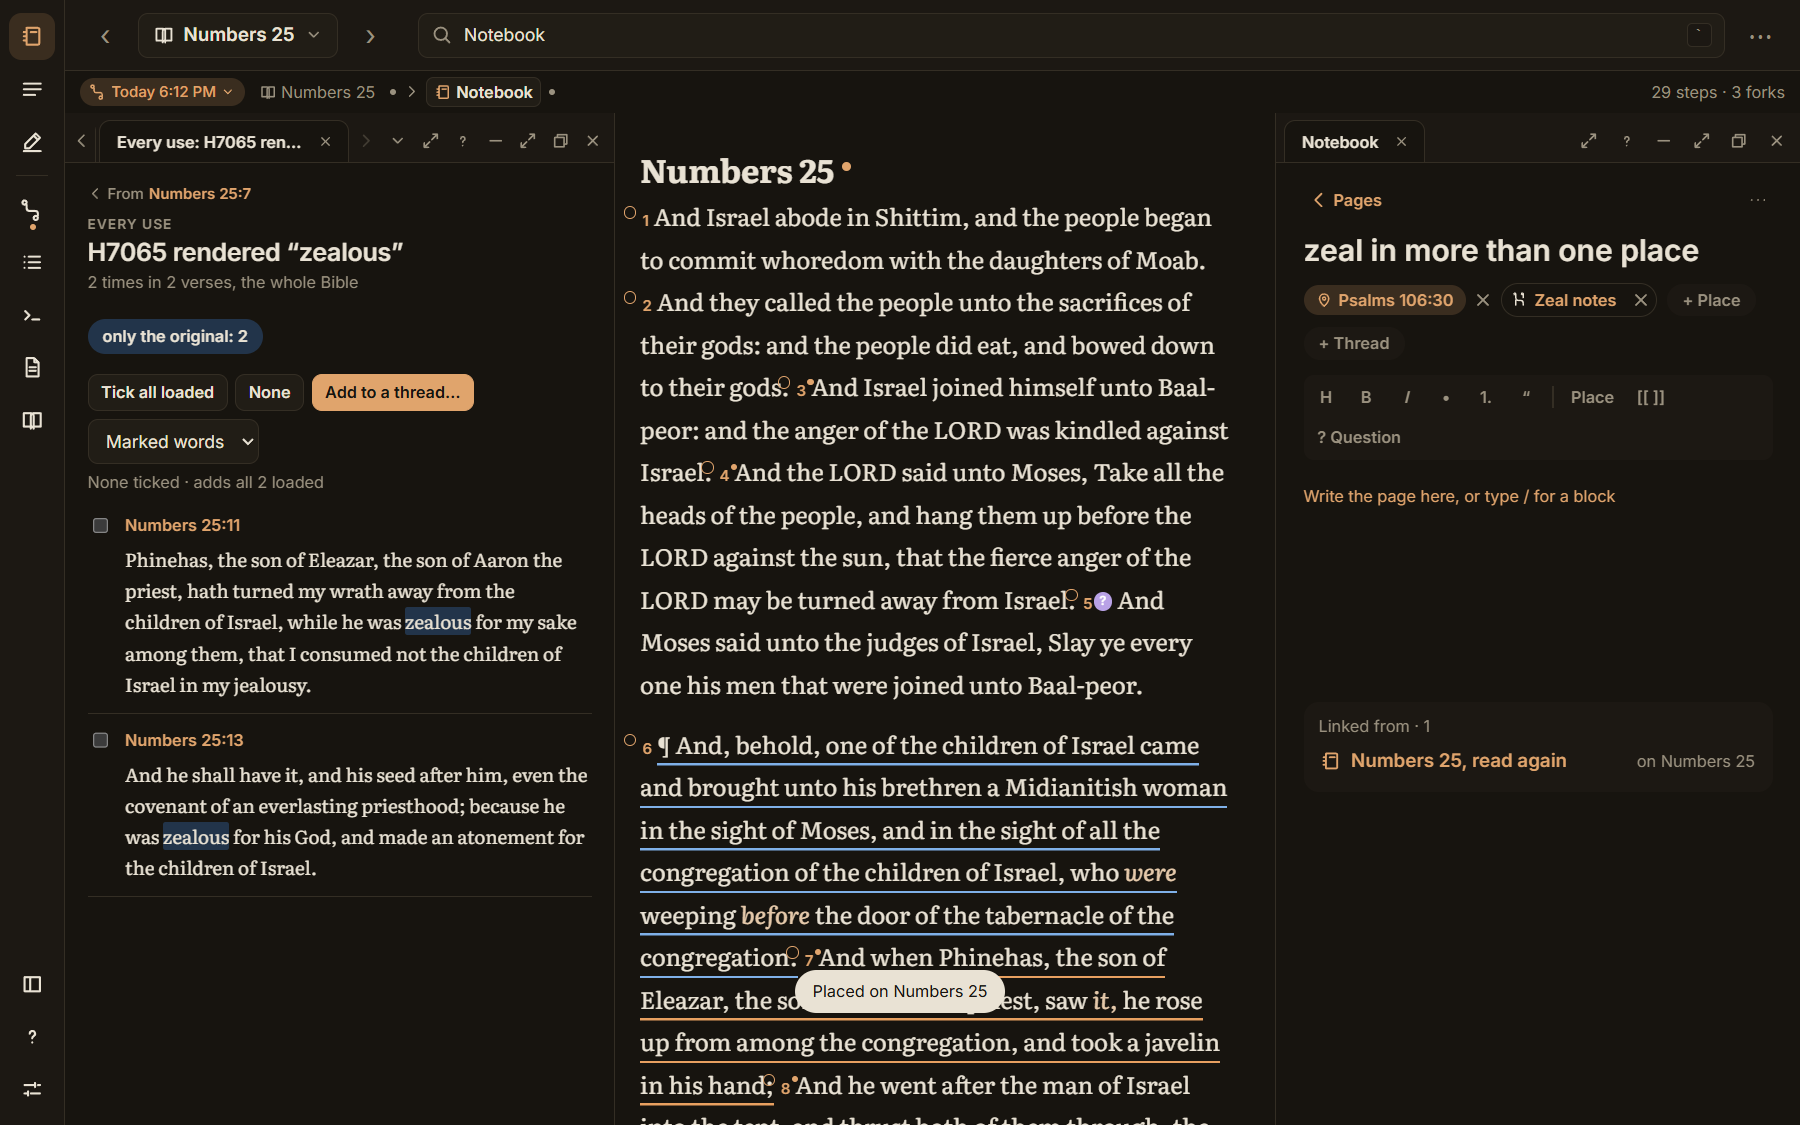 Numbers 25
Notebook
`
Today 6:12 PM
Numbers 25
Notebook
29 steps · 3 forks
Every use: H7065 ren...
?
From Numbers 25:7
EVERY USE
H7065 rendered “zealous”
2 times in 2 verses, the whole Bible
only the original: 2
Tick all loaded
None
Add to a thread...
Marked words
None ticked · adds all 2 loaded
Numbers 25:11
Phinehas, the son of Eleazar, the son of Aaron the
priest, hath turned my wrath away from the
children of Israel, while he was zealous for my sake
among them, that I consumed not the children of
Israel in my jealousy.
Numbers 25:13
And he shall have it, and his seed after him, even the
covenant of an everlasting priesthood; because he
was zealous for his God, and made an atonement for
the children of Israel.
Numbers 25
1 And Israel abode in Shittim, and the people began
to commit whoredom with the daughters of Moab.
2 And they called the people unto the sacrifices of
their gods: and the people did eat, and bowed down
to their gods. 3 And Israel joined himself unto Baal-
peor: and the anger of the LORD was kindled against
Israel. 4 And the LORD said unto Moses, Take all the
heads of the people, and hang them up before the
LORD against the sun, that the fierce anger of the
LORD may be turned away from Israel. 5 ? And
Moses said unto the judges of Israel, Slay ye every
one his men that were joined unto Baal-peor.
6 ¶ And, behold, one of the children of Israel came
and brought unto his brethren a Midianitish woman
in the sight of Moses, and in the sight of all the
congregation of the children of Israel, who were
weeping before the door of the tabernacle of the
congregation. 7 And when Phinehas, the son of
Eleazar, the so
est, saw it, he rose
Placed on Numbers 25
up from among the congregation, and took a javelin
in his hand; 8 And he went after the man of Israel
into the tent, and thrust both of them through, the
Notebook
?
Pages
zeal in more than one place
Psalms 106:30
Zeal notes
+ Place
+ Thread
H B I • 1. “ Place [[ ]]
? Question
Write the page here, or type / for a block
Linked from · 1
Numbers 25, read again
on Numbers 25
?